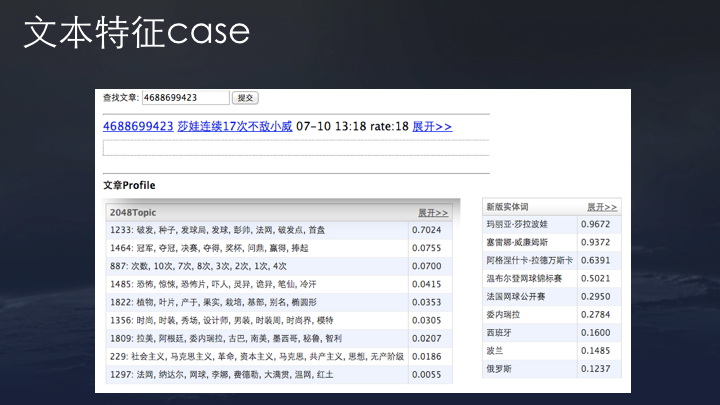 文本特征case
查找文章: 4688699423 提交
4688699423 莎娃连续17次不敌小威 07-10 13:18 rate:18 展开>>
文章Profile
2048Topic 展开>>
1233: 破发, 种子, 发球局, 发球, 彭帅, 法网, 破发点, 首盘 0.7024
1464: 冠军, 夺冠, 决赛, 夺得, 奖杯, 问鼎, 赢得, 捧起 0.0755
887: 次数, 10次, 7次, 8次, 3次, 2次, 1次, 4次 0.0700
1485: 恐怖, 惊悚, 恐怖片, 吓人, 灵异, 诡异, 笔仙, 冷汗 0.0415
1822: 植物, 叶片, 产于, 果实, 栽培, 基部, 别名, 椭圆形 0.0353
1356: 时尚, 时装, 秀场, 设计师, 男装, 时装周, 时尚界, 模特 0.0305
1809: 拉美, 阿根廷, 委内瑞拉, 古巴, 南美, 墨西哥, 秘鲁, 智利 0.0207
229: 社会主义, 马克思主义, 革命, 资本主义, 马克思, 共产主义, 思想, 无产阶级 0.0186
1297: 法网, 纳达尔, 网球, 李娜, 费德勒, 大满贯, 温网, 红土 0.0055
新版实体词 展开>>
玛丽亚·莎拉波娃 0.9672
塞雷娜·威廉姆斯 0.9372
阿格涅什卡·拉德万斯卡 0.6391
温布尔登网球锦标赛 0.5021
法国网球公开赛 0.2950
委内瑞拉 0.2784
西班牙 0.1600
波兰 0.1485
俄罗斯 0.1237